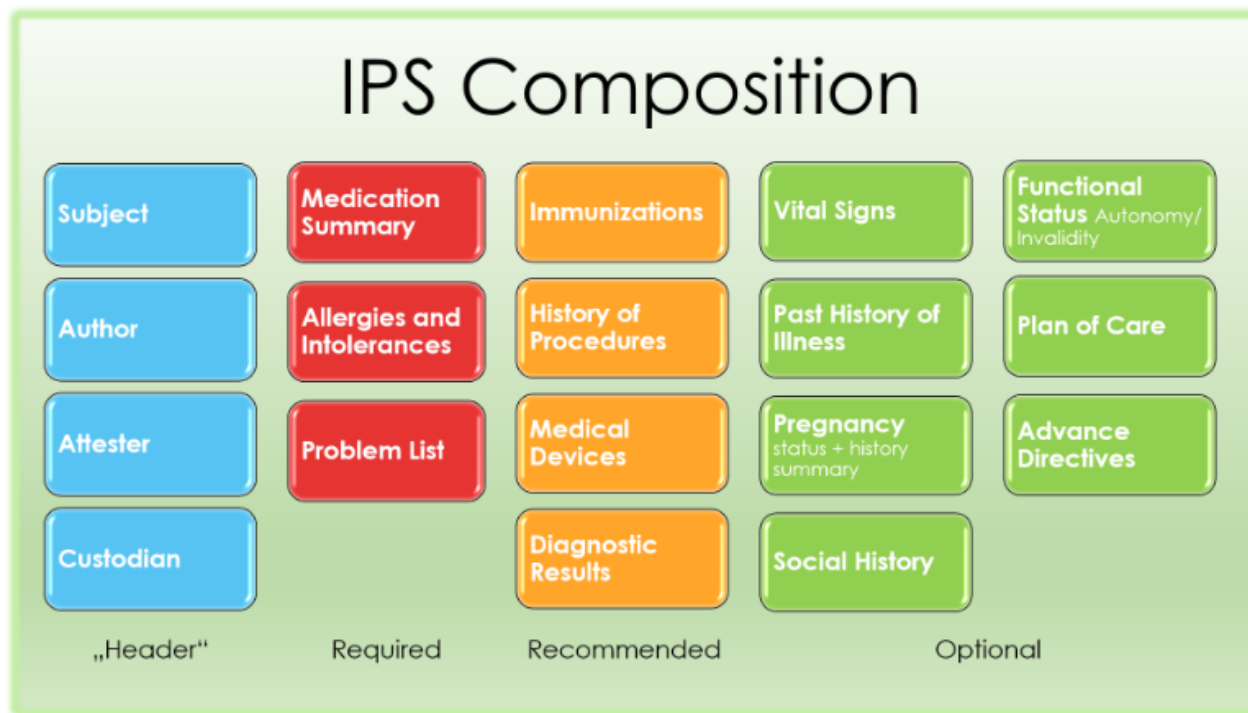 IPS Composition
Subject
Author
Attester
Custodian
„Header“
Medication
Summary
Allergies and
Intolerances
Problem List
Required
Immunizations
History of
Procedures
Medical
Devices
Diagnostic
Results
Recommended
Vital Signs
Past History of
Illness
Pregnancy
status + history
summary
Social History
Functional
Status Autonomy/
Invalidity
Plan of Care
Advance
Directives
Optional